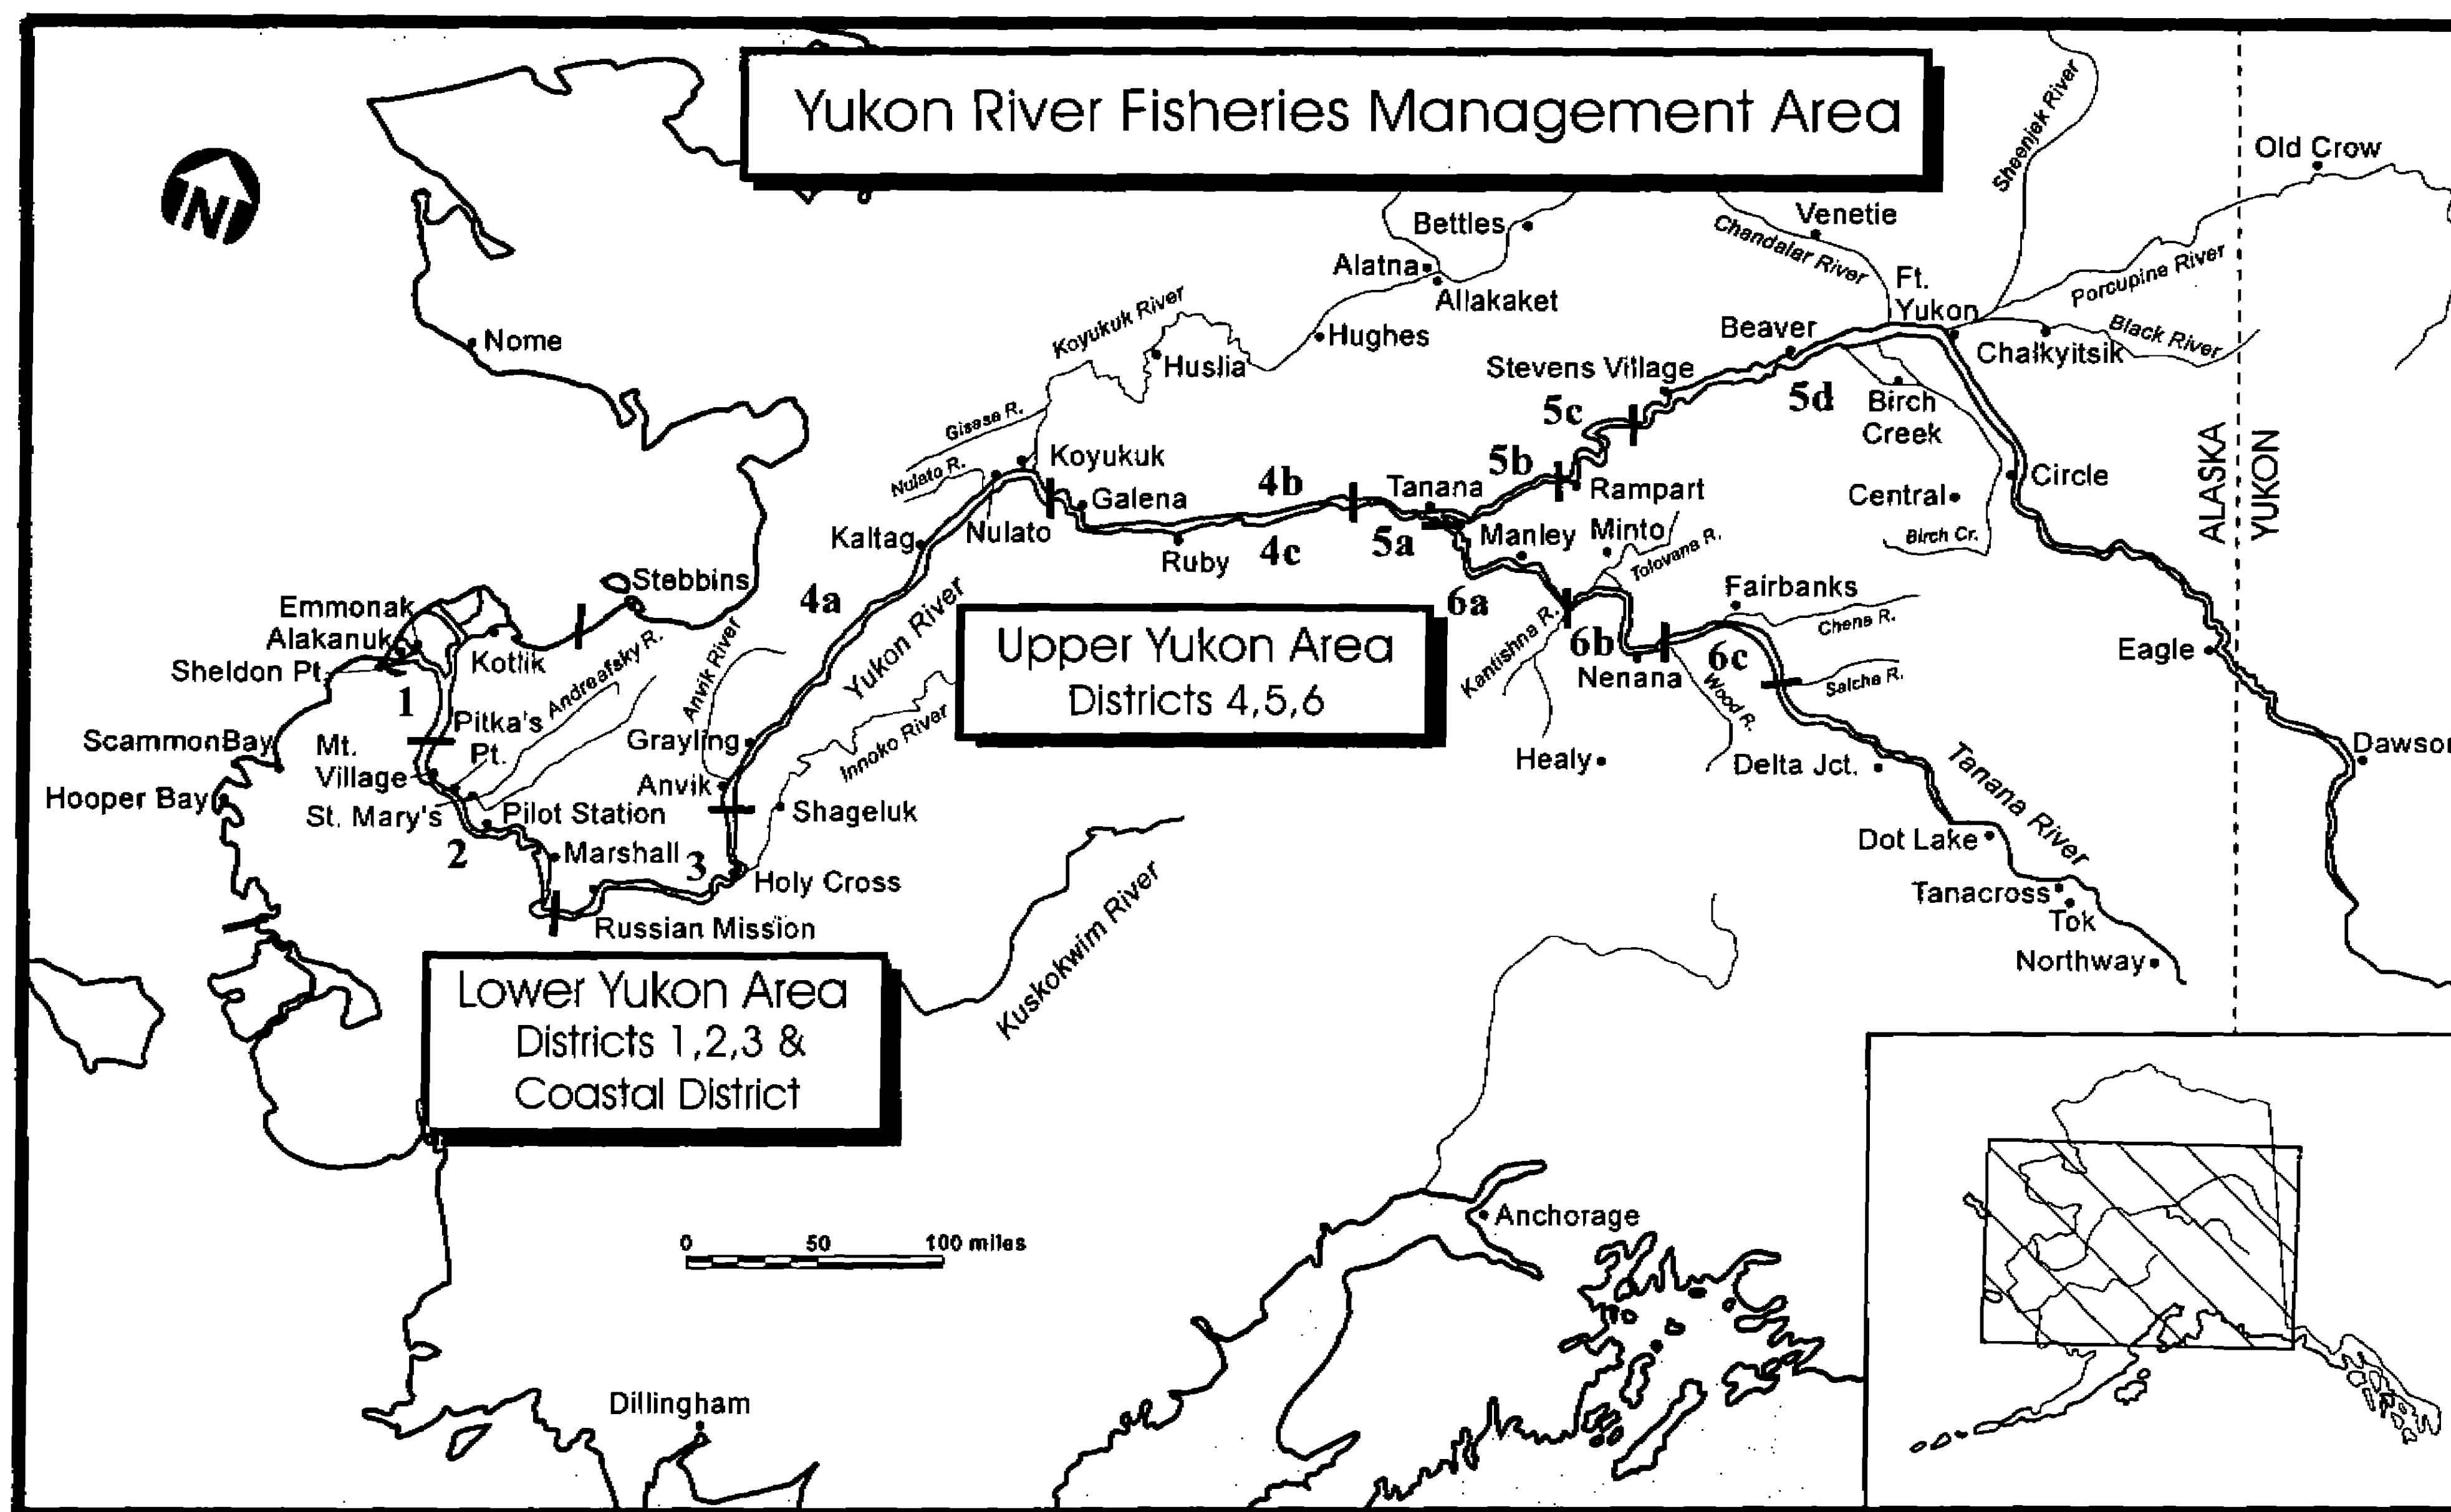 Yukon River Fisheries Management Area
N
Sheenjek River
Old Crow
Bettles
Venetie
Chandalar River
Alatna
Allakaket
Ft.
Yukon
Porcupine River
Koyukuk River
Hughes
Beaver
Black River
Chalkyitsik
Nome
Huslia
Stevens Village
5d
Birch
Creek
5c
Gisasa R.
Koyukuk
Nulato R.
5b
ALASKA
YUKON
Galena
4b
Tanana
Rampart
Central
Circle
Kaltag
Nulato
Ruby
4c
5a
Manley
Minto
Tolovana R.
Birch Cr.
Stebbins
Emmonak
Alakanuk
Sheldon Pt.
Kotlik
4a
Yukon River
6a
Fairbanks
Chena R.
Andreafsky R.
Anvik River
Upper Yukon Area
Districts 4,5,6
Kantishna R.
6b
Nenana
6c
Wood R.
Salcha R.
Eagle
1
Pitka's
Pt.
Scammon Bay
Mt.
Village
Grayling
Innoko River
Anvik
Healy
Delta Jct.
Tanana River
Hooper Bay
St. Mary's
Pilot Station
Shageluk
2
Marshall
3
Holy Cross
Dot Lake
Russian Mission
Kuskokwim River
Tanacross
Tok
Northway
Lower Yukon Area
Districts 1,2,3 &
Coastal District
Anchorage
0 50 100 miles
Dillingham